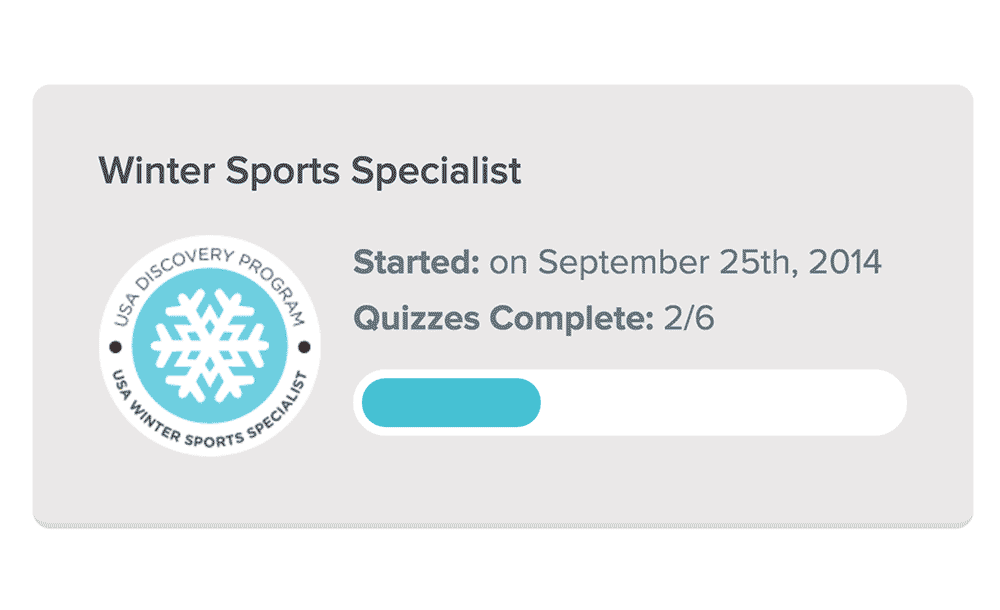 Winter Sports Specialist
USA DISCOVERY PROGRAM
USA WINTER SPORTS SPECIALIST
Started: on September 25th, 2014
Quizzes Complete: 2/6